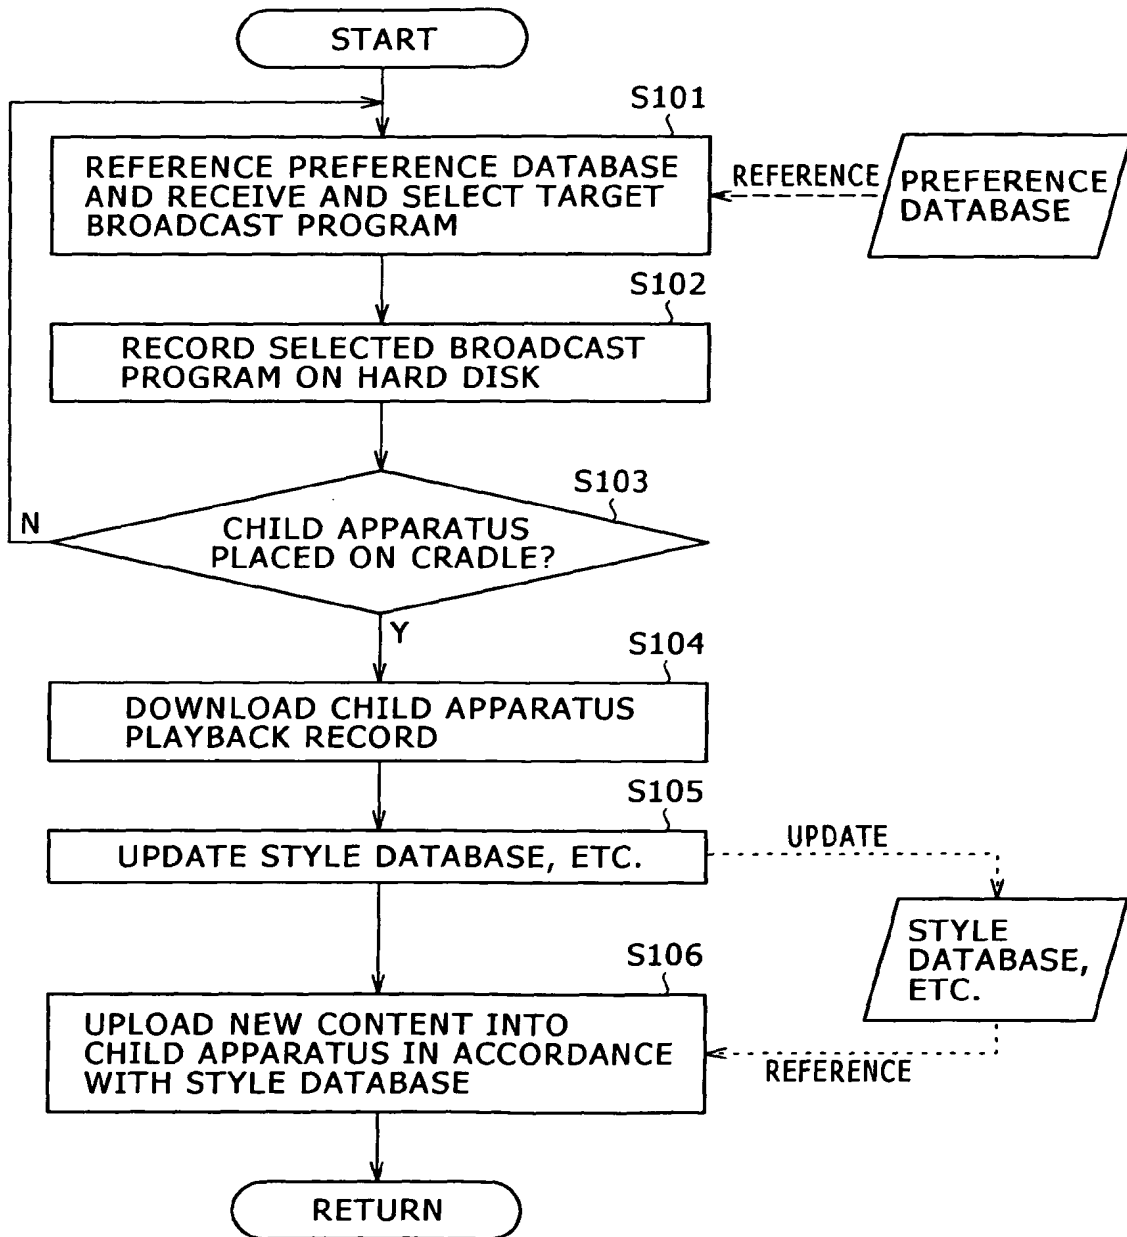 START
S101
REFERENCE PREFERENCE DATABASE
AND RECEIVE AND SELECT TARGET
BROADCAST PROGRAM
REFERENCE
PREFERENCE
DATABASE
S102
RECORD SELECTED BROADCAST
PROGRAM ON HARD DISK
S103
N
CHILD APPARATUS
PLACED ON CRADLE?
Y
S104
DOWNLOAD CHILD APPARATUS
PLAYBACK RECORD
S105
UPDATE STYLE DATABASE, ETC.
UPDATE
STYLE
DATABASE,
ETC.
S106
UPLOAD NEW CONTENT INTO
CHILD APPARATUS IN ACCORDANCE
WITH STYLE DATABASE
REFERENCE
RETURN